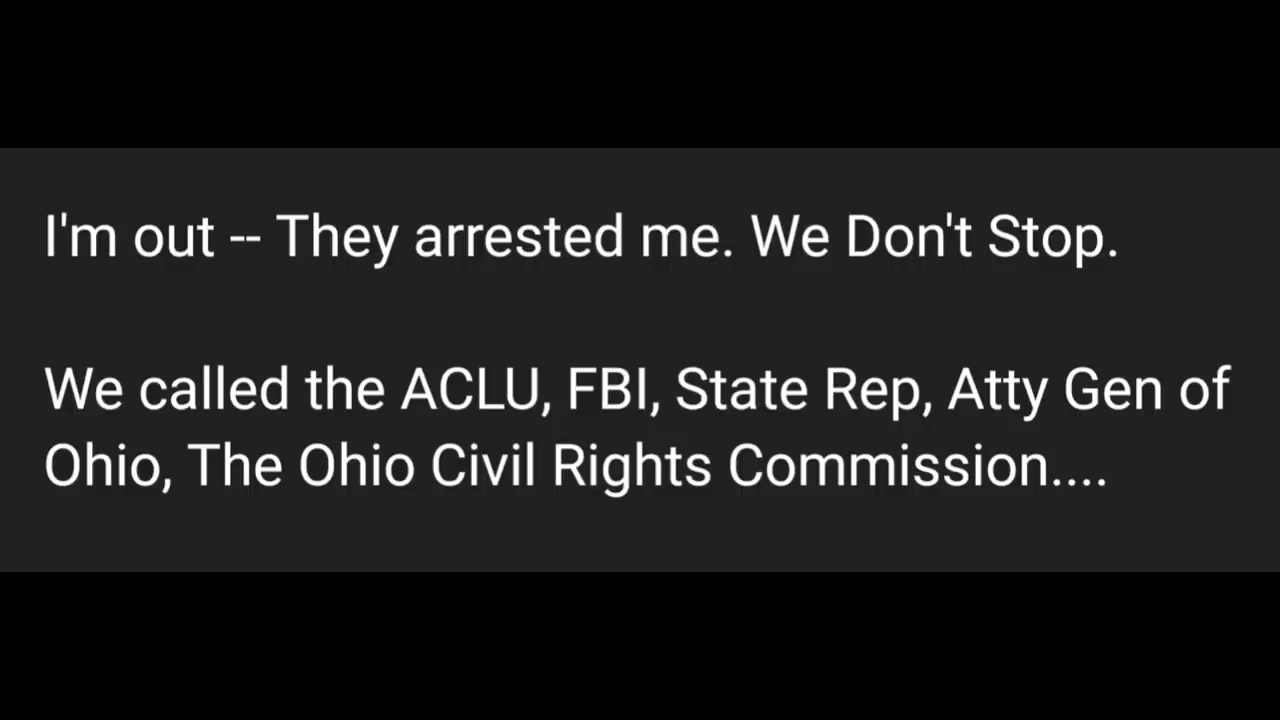 I'm out -- They arrested me. We Don't Stop.
We called the ACLU, FBI, State Rep, Atty Gen of
Ohio, The Ohio Civil Rights Commission....